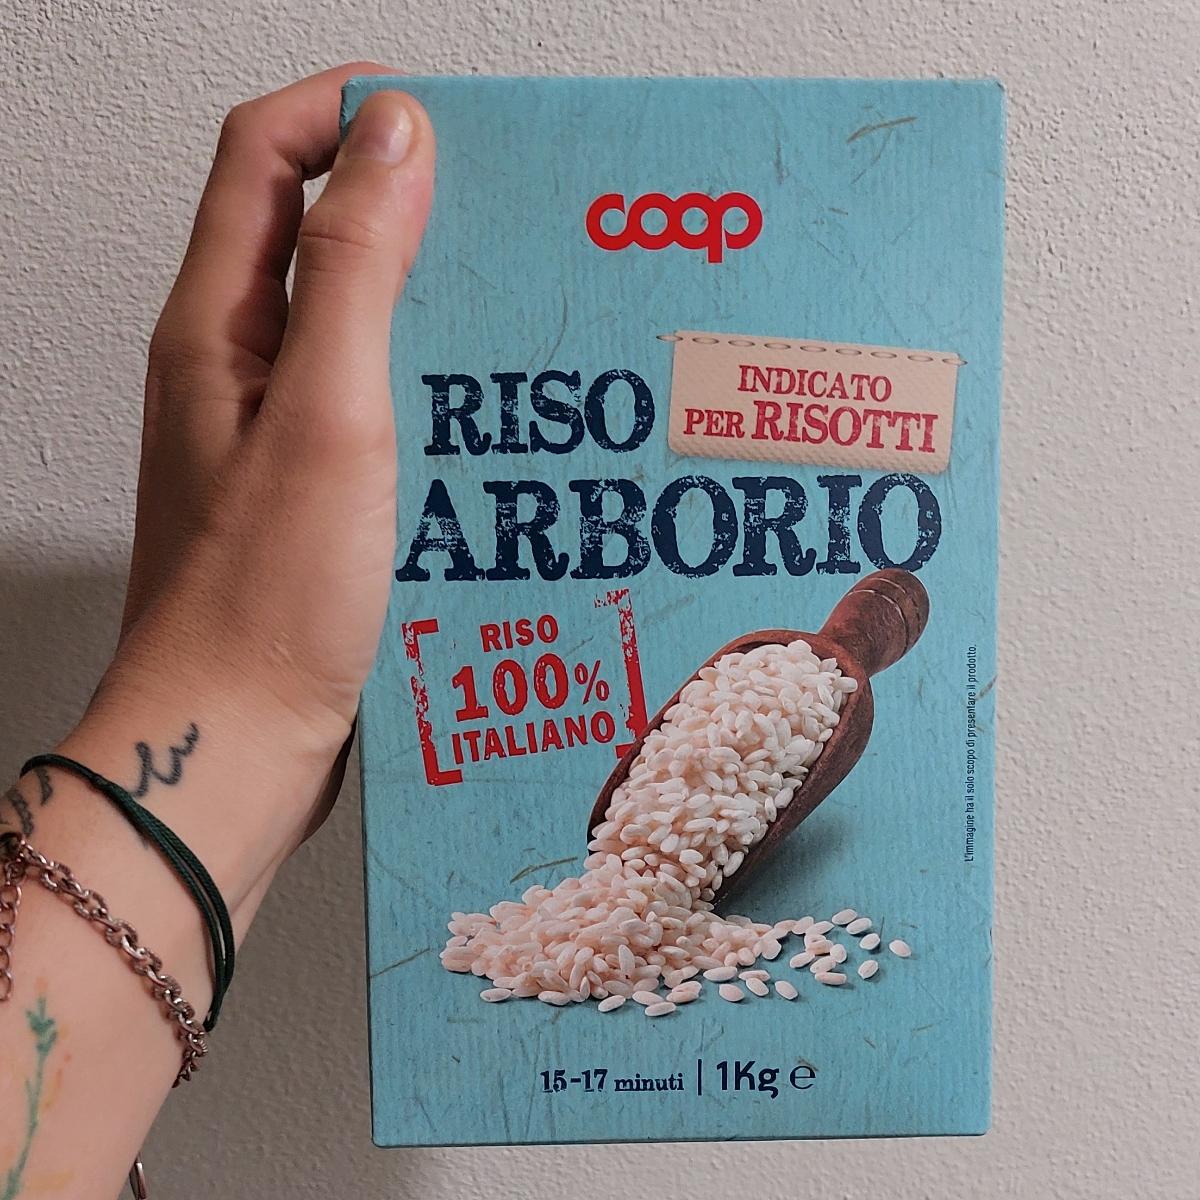 coop
INDICATO
PER RISOTTI
RISO
ARBORIO
RISO
100%
ITALIANO
L'immagine ha il solo scopo di presentare il prodotto.
15-17 minuti | 1Kg e